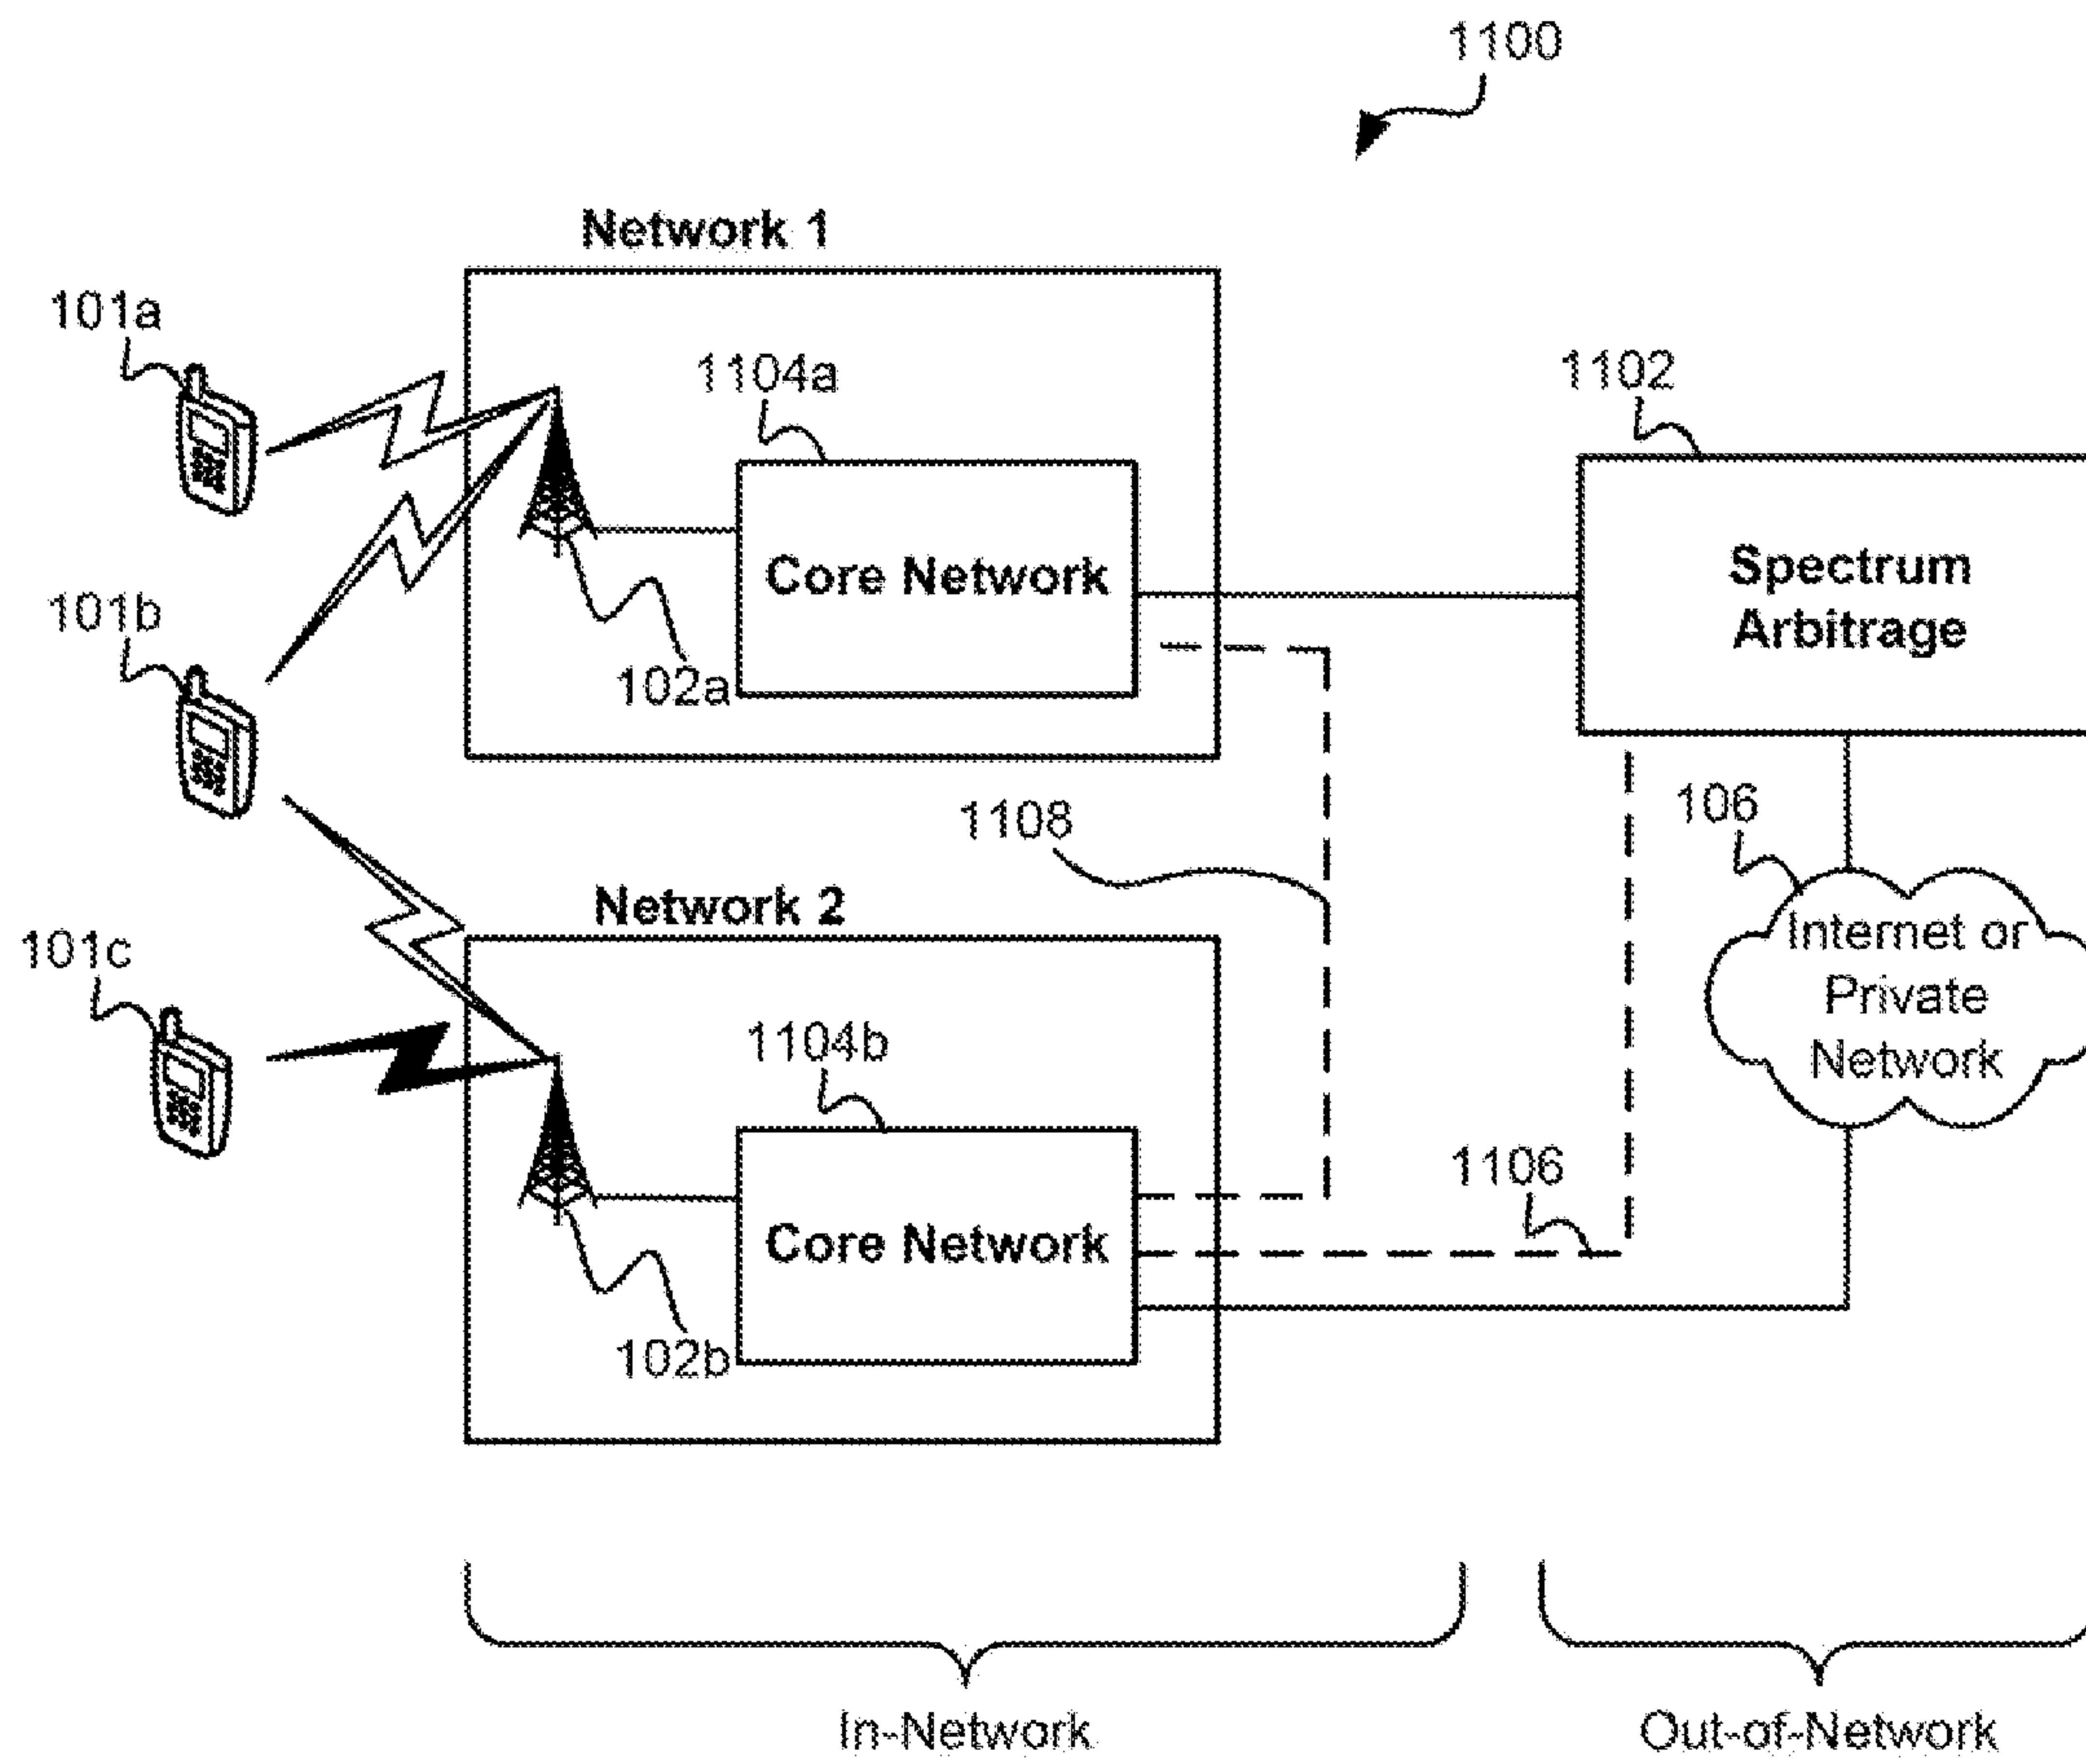 1100
Network 1
101a
1104a
1102
Core Network
Spectrum
Arbitrage
101b
102a
1108
106
Network 2
Internet or
Private
Network
101c
1104b
1106
Core Network
102b
In-Network
Out-of-Network